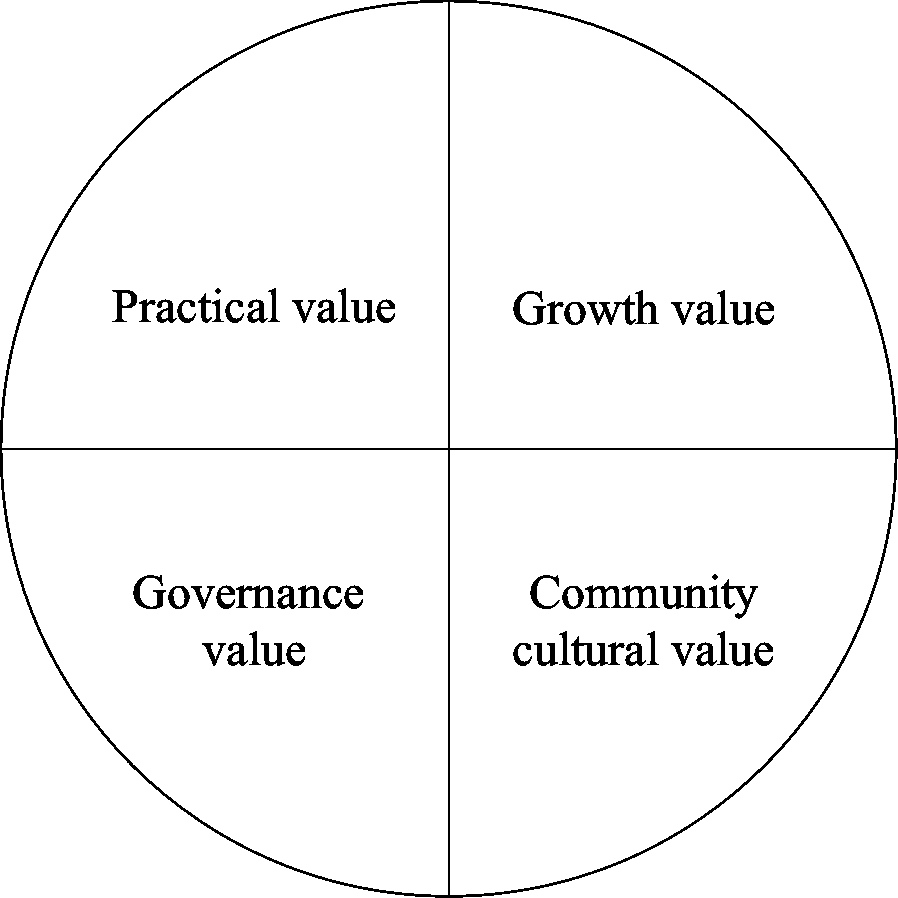 Practical value
Growth value
Governance
value
Community
cultural value